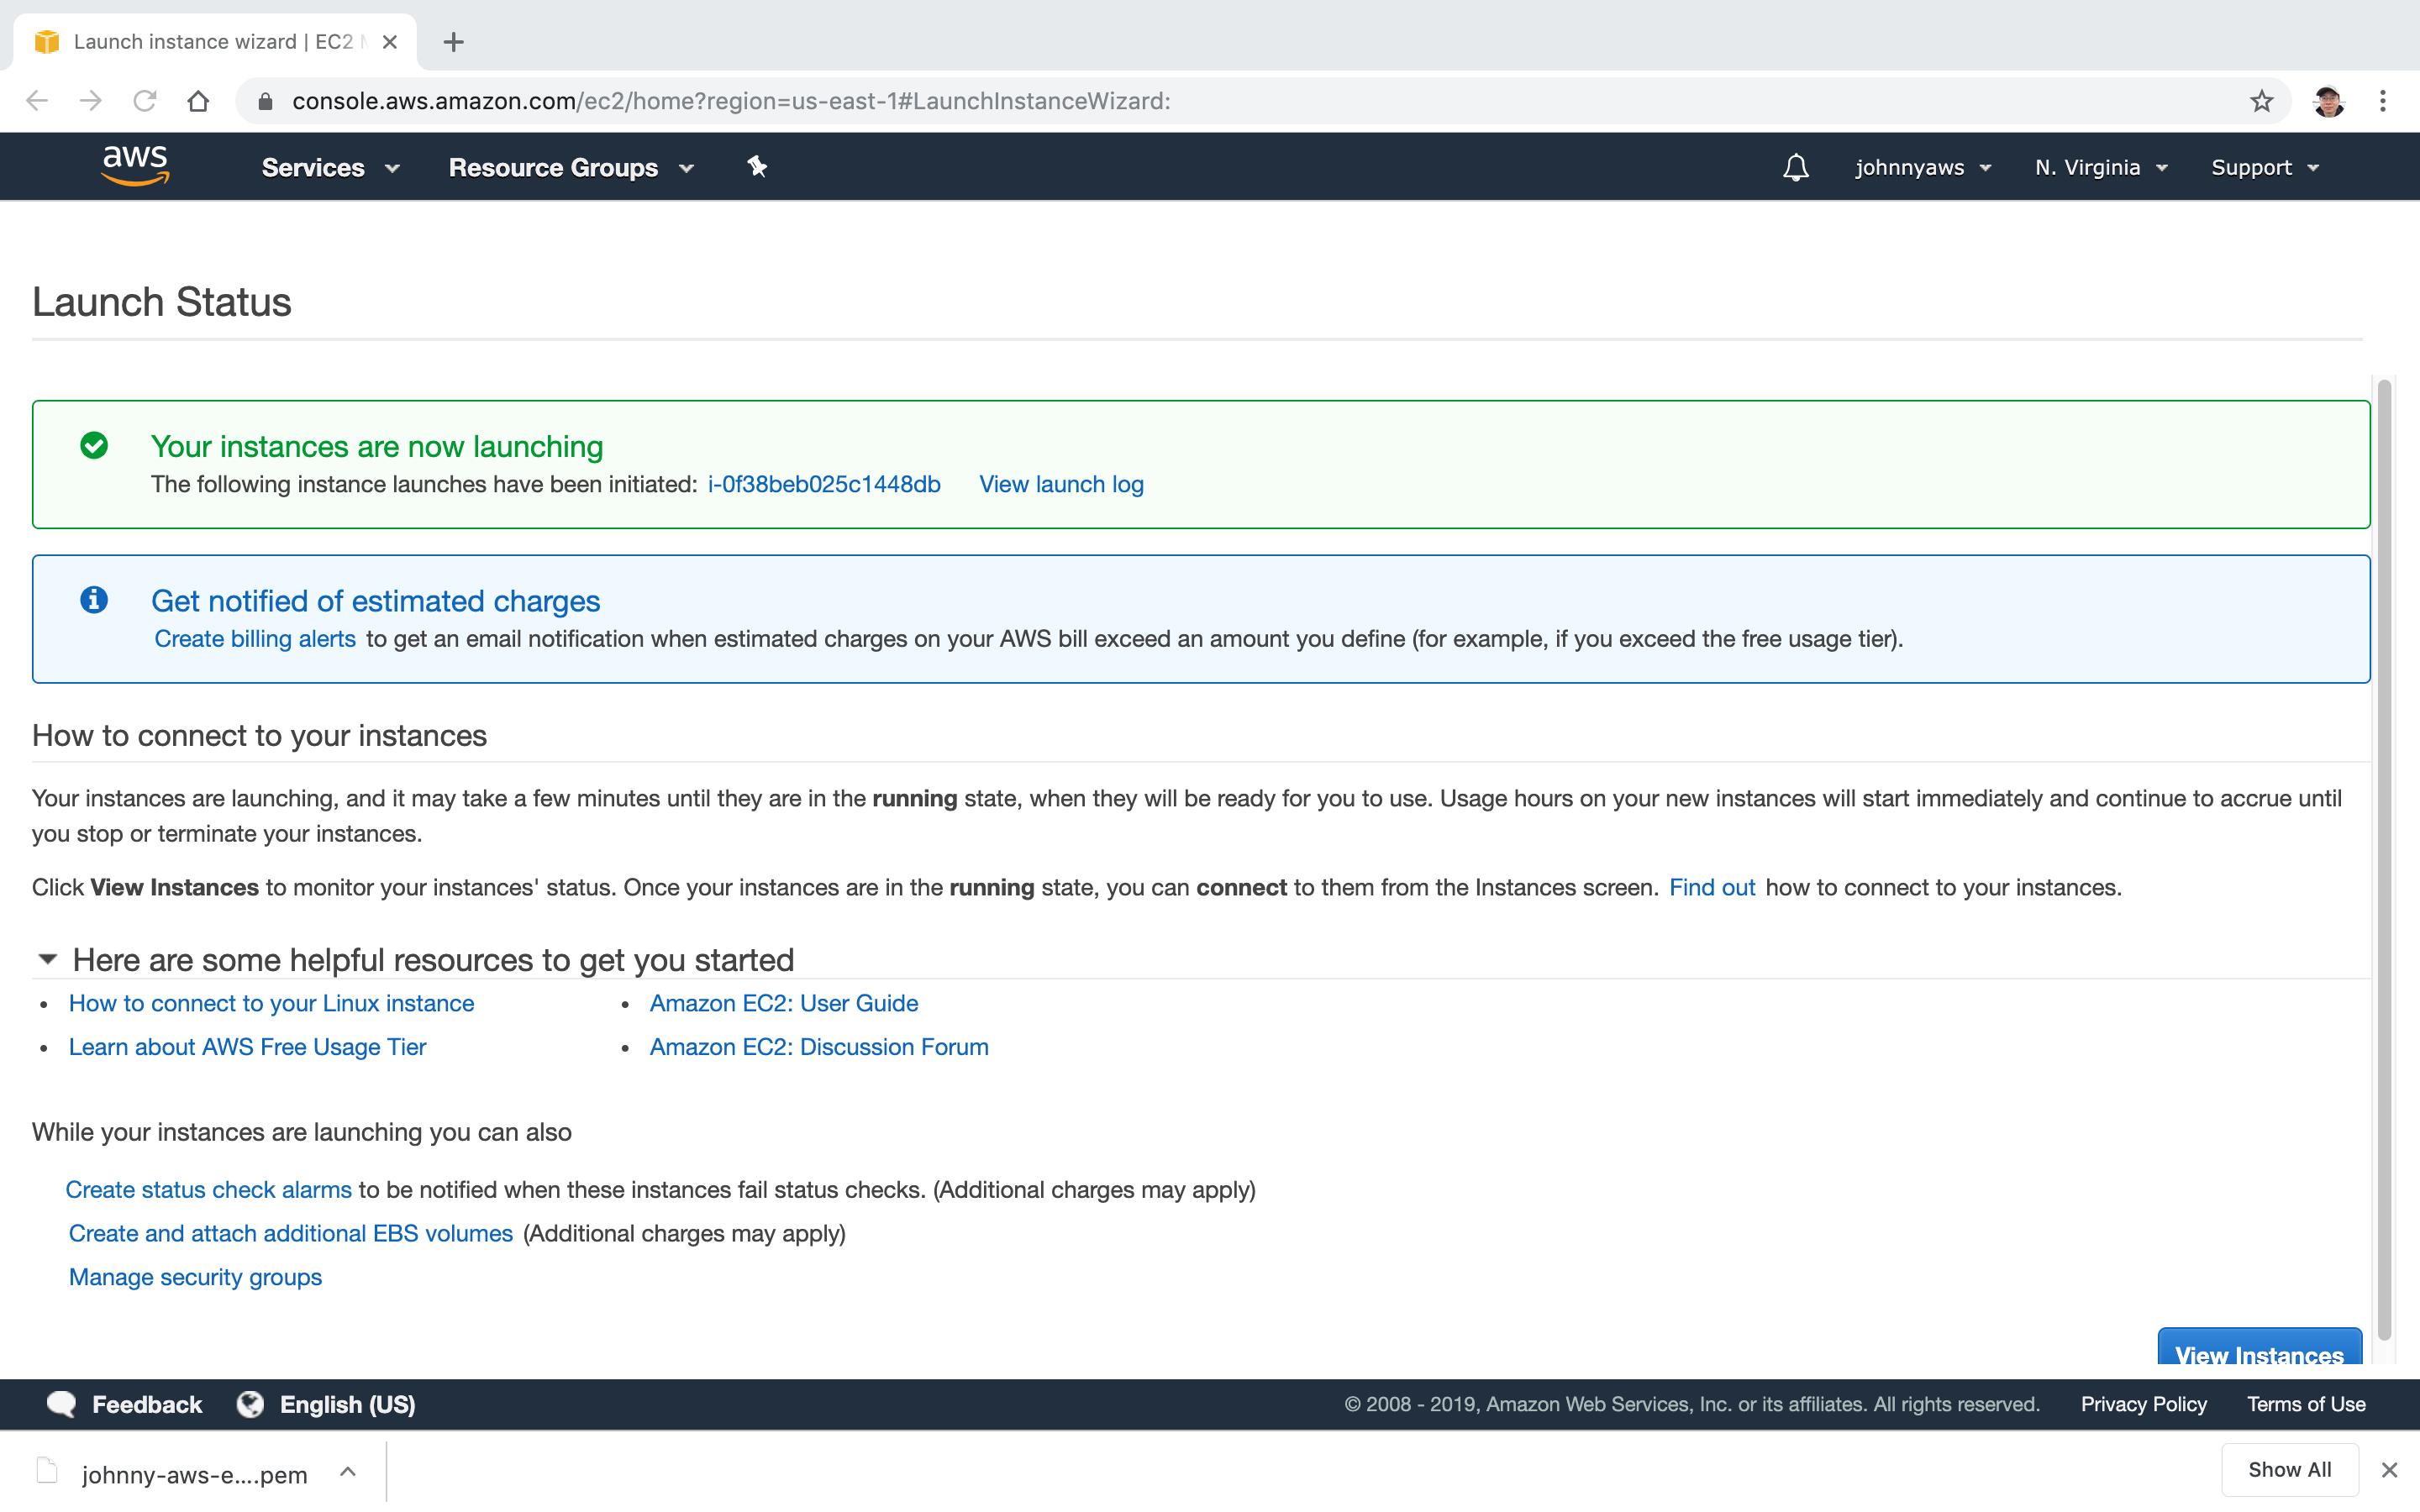 Launch instance wizard | EC2
console.aws.amazon.com/ec2/home?region=us-east-1#LaunchInstanceWizard:
aws Services Resource Groups johnnyaws N. Virginia Support
Launch Status
Your instances are now launching
The following instance launches have been initiated: i-0f38beb025c1448db View launch log
Get notified of estimated charges
Create billing alerts to get an email notification when estimated charges on your AWS bill exceed an amount you define (for example, if you exceed the free usage tier).
How to connect to your instances
Your instances are launching, and it may take a few minutes until they are in the running state, when they will be ready for you to use. Usage hours on your new instances will start immediately and continue to accrue until
you stop or terminate your instances.
Click View Instances to monitor your instances' status. Once your instances are in the running state, you can connect to them from the Instances screen. Find out how to connect to your instances.
Here are some helpful resources to get you started
• How to connect to your Linux instance • Amazon EC2: User Guide
• Learn about AWS Free Usage Tier • Amazon EC2: Discussion Forum
While your instances are launching you can also
Create status check alarms to be notified when these instances fail status checks. (Additional charges may apply)
Create and attach additional EBS volumes (Additional charges may apply)
Manage security groups
View Instances
Feedback English (US) © 2008 - 2019, Amazon Web Services, Inc. or its affiliates. All rights reserved. Privacy Policy Terms of Use
johnny-aws-e....pem Show All